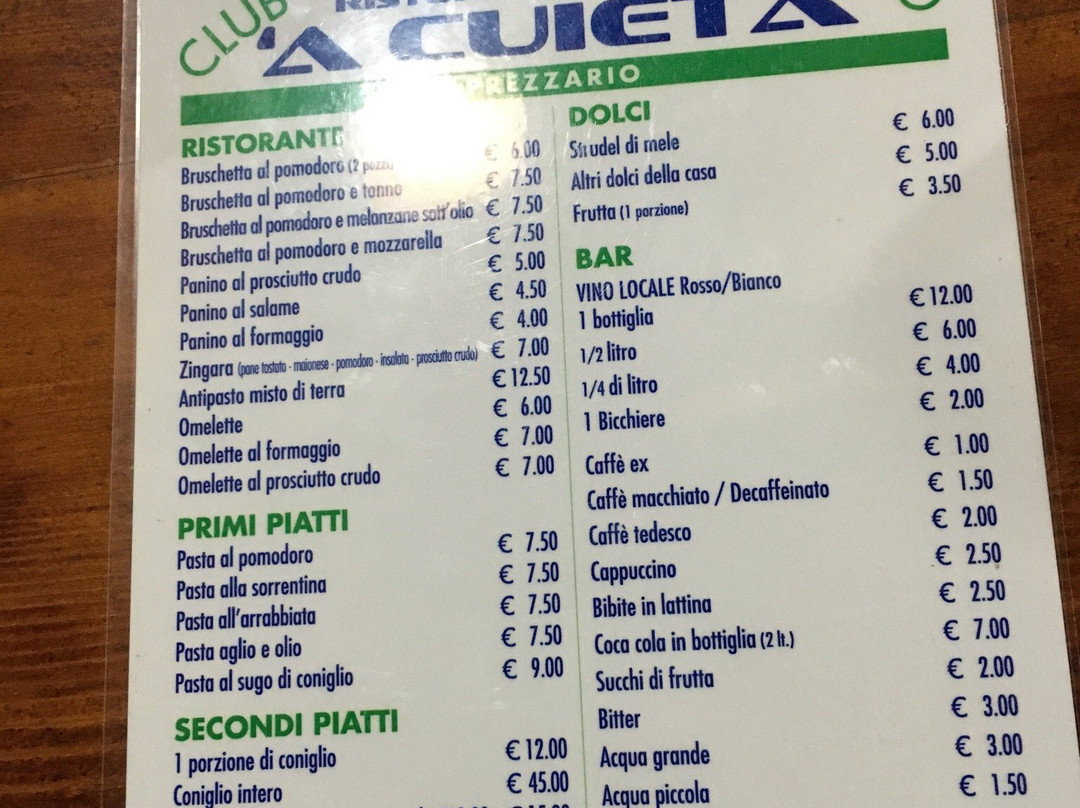 CLUB
'A CUIETA
PREZZARIO
RISTORANTE
Bruschetta al pomodoro (2 pezzi) € 6.00
Bruschetta al pomodoro e tonno € 7.50
Bruschetta al pomodoro e melanzane sott'olio € 7.50
Bruschetta al pomodoro e mozzarella € 7.50
Panino al prosciutto crudo € 5.00
Panino al salame € 4.50
Panino al formaggio € 4.00
Zingara (pane tostato - maionese - pomodoro - insalata - prosciutto crudo) € 7.00
Antipasto misto di terra € 12.50
Omelette € 6.00
Omelette al formaggio € 7.00
Omelette al prosciutto crudo € 7.00
PRIMI PIATTI
Pasta al pomodoro € 7.50
Pasta alla sorrentina € 7.50
Pasta all'arrabbiata € 7.50
Pasta aglio e olio € 7.50
Pasta al sugo di coniglio € 9.00
SECONDI PIATTI
1 porzione di coniglio € 12.00
Coniglio intero € 45.00
DOLCI
Strudel di mele € 6.00
Altri dolci della casa € 5.00
Frutta (1 porzione) € 3.50
BAR
VINO LOCALE Rosso/Bianco
1 bottiglia € 12.00
1/2 litro € 6.00
1/4 di litro € 4.00
1 Bicchiere € 2.00
Caffè ex € 1.00
Caffè macchiato / Decaffeinato € 1.50
Caffè tedesco € 2.00
Cappuccino € 2.50
Bibite in lattina € 2.50
Coca cola in bottiglia (2 lt.) € 7.00
Succhi di frutta € 2.00
Bitter € 3.00
Acqua grande € 3.00
Acqua piccola € 1.50